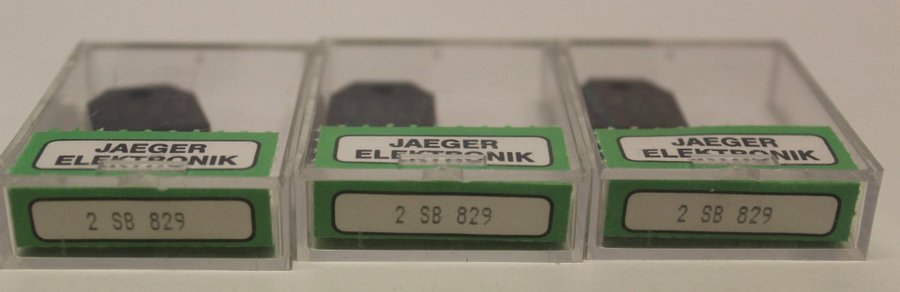 JAEGER
ELEKTRONIK
2 SB 829
JAEGER
ELEKTRONIK
2 SB 829
JAEGER
ELEKTRONIK
2 SB 829